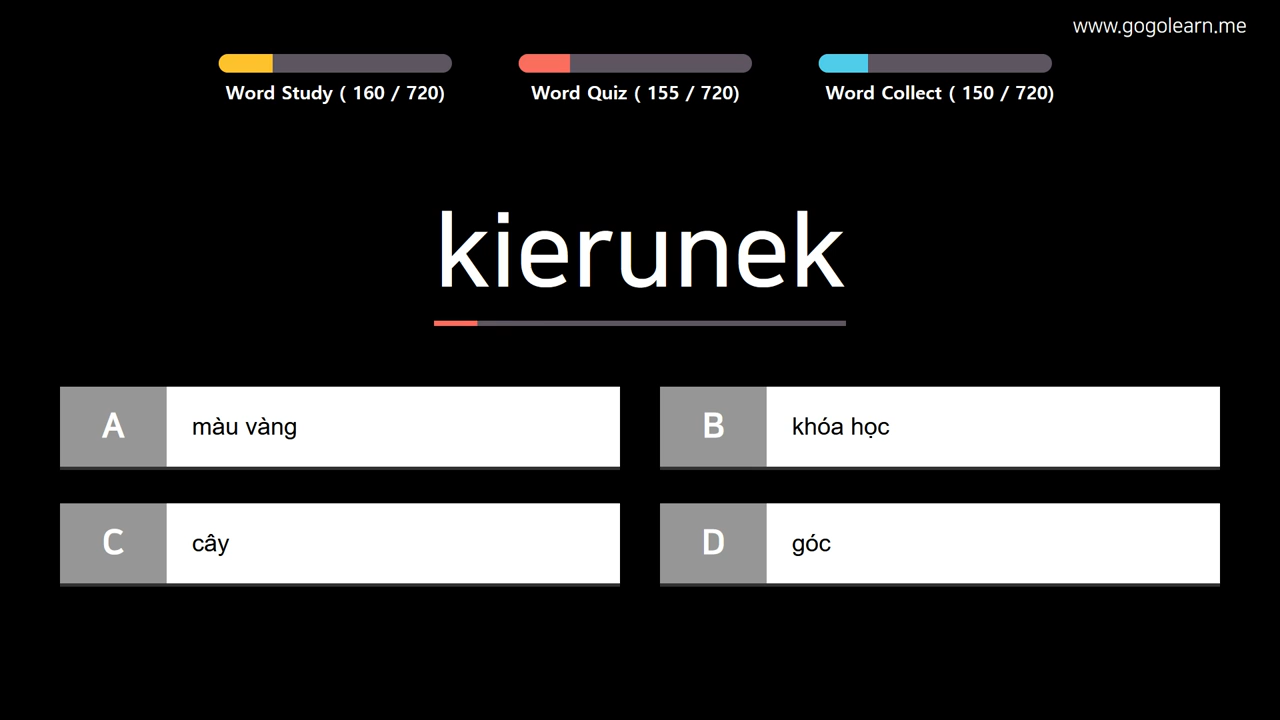 www.gogolearn.me
Word Study ( 160 / 720)
Word Quiz ( 155 / 720)
Word Collect ( 150 / 720)
kierunek
A màu vàng
B khóa học
C cây
D góc